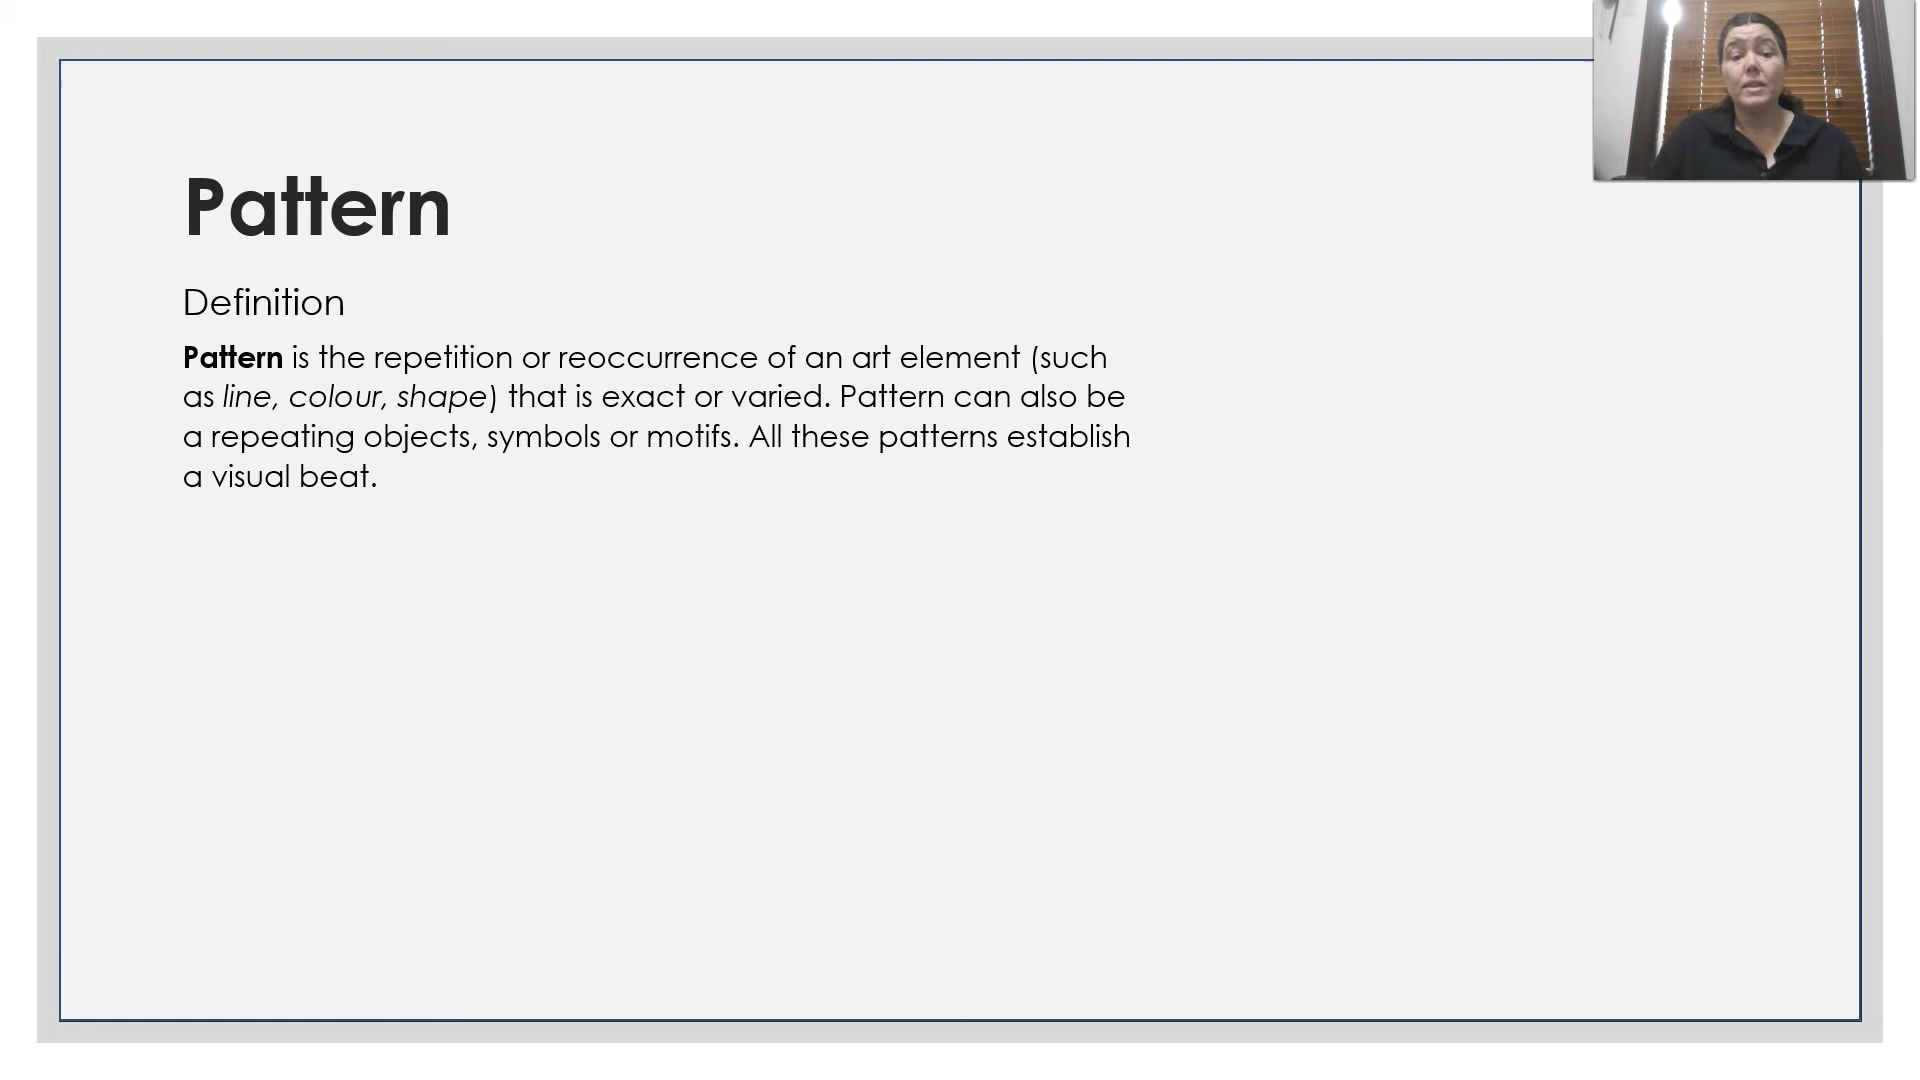 Pattern
Definition
Pattern is the repetition or reoccurrence of an art element (such
as line, colour, shape) that is exact or varied. Pattern can also be
a repeating objects, symbols or motifs. All these patterns establish
a visual beat.